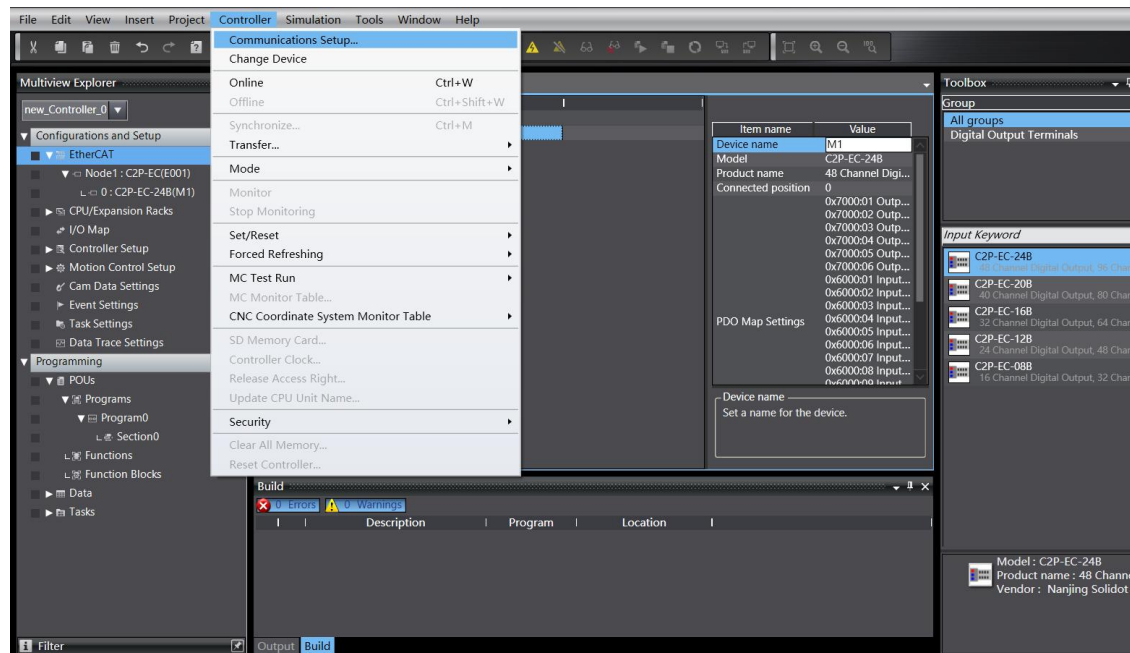 File Edit View Insert Project Controller Simulation Tools Window Help
Communications Setup...
Change Device
Online Ctrl+W
Offline Ctrl+Shift+W
Synchronize... Ctrl+M
Transfer...
Mode
Monitor
Stop Monitoring
Set/Reset
Forced Refreshing
MC Test Run
MC Monitor Table...
CNC Coordinate System Monitor Table
SD Memory Card...
Controller Clock...
Release Access Right...
Update CPU Unit Name...
Security
Clear All Memory...
Reset Controller...
Multiview Explorer
new_Controller_0
Configurations and Setup
EtherCAT
Node1 : C2P-EC(E001)
0 : C2P-EC-24B(M1)
CPU/Expansion Racks
I/O Map
Controller Setup
Motion Control Setup
Cam Data Settings
Event Settings
Task Settings
Data Trace Settings
Programming
POUs
Programs
Program0
Section0
Functions
Function Blocks
Data
Tasks
Filter
Item name Value
Device name M1
Model C2P-EC-24B
Product name 48 Channel Digi...
Connected position 0
PDO Map Settings
0x7000:01 Outp...
0x7000:02 Outp...
0x7000:03 Outp...
0x7000:04 Outp...
0x7000:05 Outp...
0x7000:06 Outp...
0x6000:01 Input...
0x6000:02 Input...
0x6000:03 Input...
0x6000:04 Input...
0x6000:05 Input...
0x6000:06 Input...
0x6000:07 Input...
0x6000:08 Input...
0x6000:09 Input...
Device name
Set a name for the device.
Build
0 Errors 0 Warnings
Description Program Location
Output Build
Toolbox
Group
All groups
Digital Output Terminals
Input Keyword
C2P-EC-24B
48 Channel Digital Output, 96 Char
C2P-EC-20B
40 Channel Digital Output, 80 Char
C2P-EC-16B
32 Channel Digital Output, 64 Char
C2P-EC-12B
24 Channel Digital Output, 48 Char
C2P-EC-08B
16 Channel Digital Output, 32 Char
Model : C2P-EC-24B
Product name : 48 Channe
Vendor : Nanjing Solidot